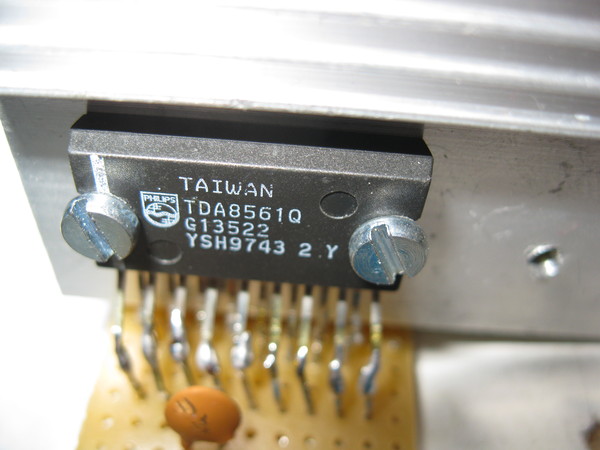 TAIWAN
PHILIPS
TDA8561Q
G13522
YSH9743 2 Y